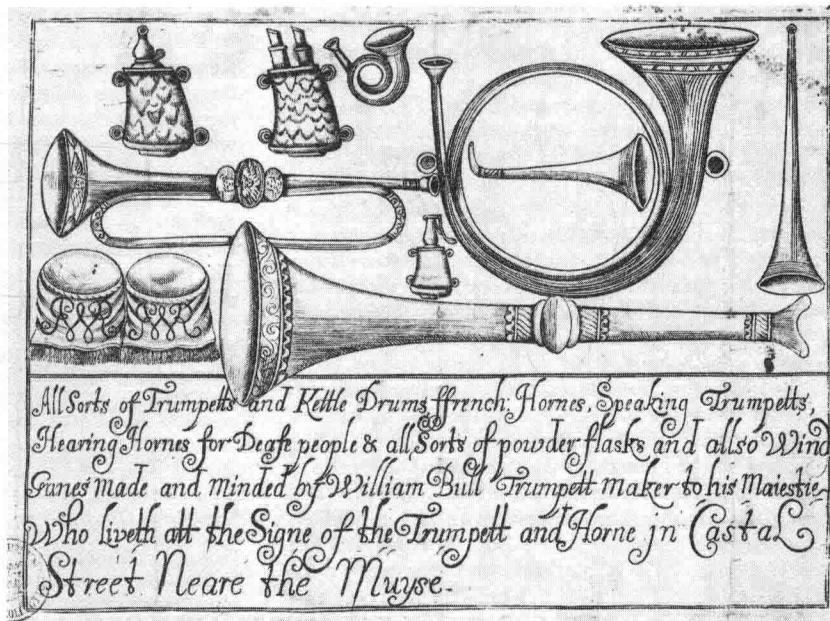 All Sorts of Trumpetts and Kettle Drums ffrench Hornes, Speaking Trumpetts,
Hearing Hornes for Deafe people & all Sorts of powder flasks and allso Wind
Gunes made and minded by William Bull Trumpett maker to his Maiestie
Who liveth att the Signe of the Trumpett and Horne in Castal
Street Neare the Muyse.